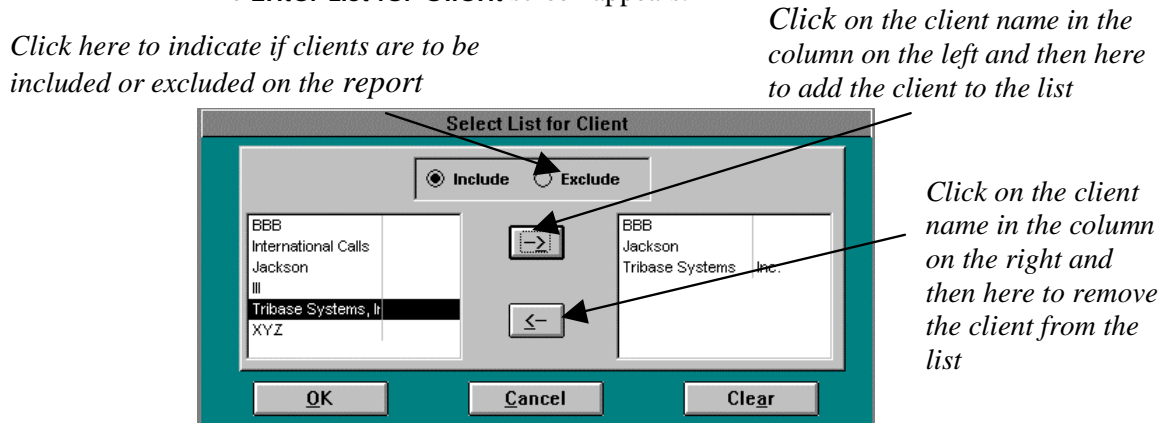 Enter List for Client screen appears.
Click here to indicate if clients are to be
included or excluded on the report
Click on the client name in the
column on the left and then here
to add the client to the list
Select List for Client
Include Exclude
BBB
International Calls
Jackson
III
Tribase Systems, Ir
XYZ
->
<-
BBB
Jackson
Tribase Systems Inc.
Click on the client
name in the column
on the right and
then here to remove
the client from the
list
OK Cancel Clear